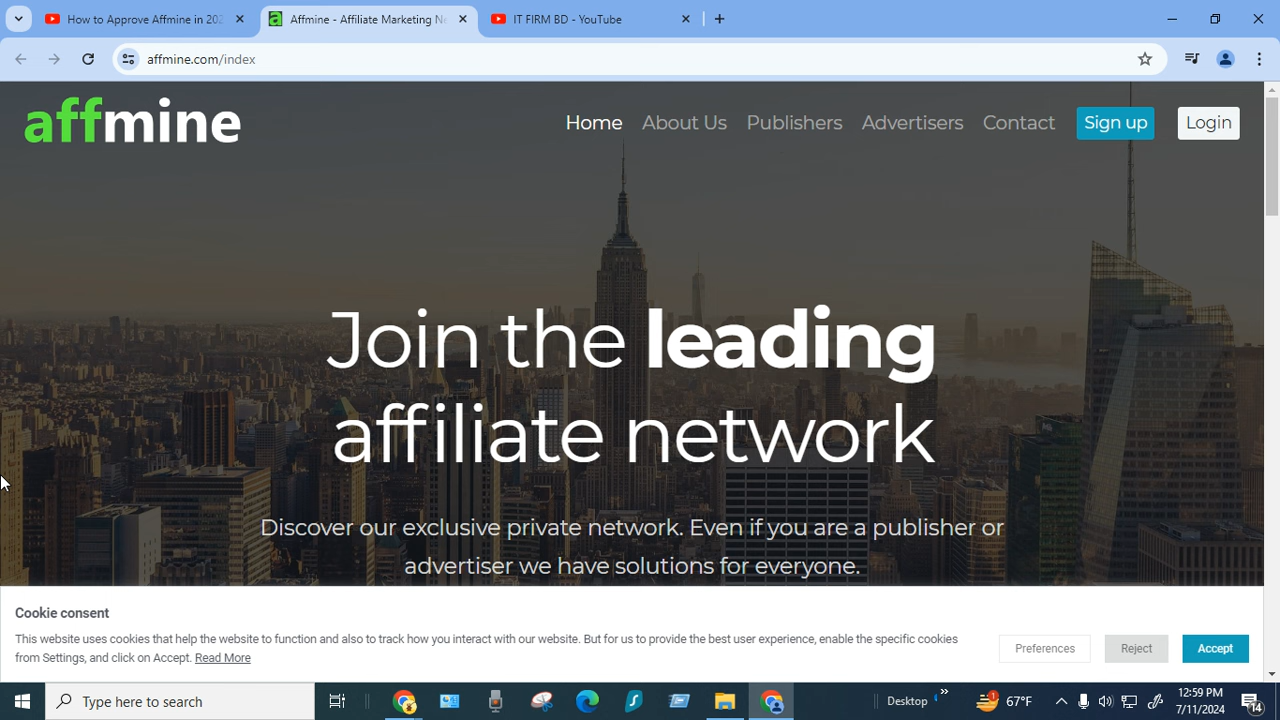 How to Approve Affmine in 202
Affmine - Affiliate Marketing Ne
IT FIRM BD - YouTube
affmine.com/index
affmine
Home
About Us
Publishers
Advertisers
Contact
Sign up
Login
Join the leading
affiliate network
Discover our exclusive private network. Even if you are a publisher or
advertiser we have solutions for everyone.
Cookie consent
This website uses cookies that help the website to function and also to track how you interact with our website. But for us to provide the best user experience, enable the specific cookies
from Settings, and click on Accept. Read More
Preferences
Reject
Accept
Type here to search
Desktop
1
67°F
12:59 PM
7/11/2024
14